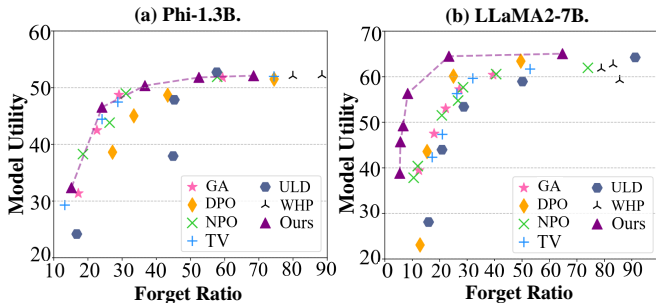 (a) Phi-1.3B.
Model Utility
60
50
40
30
20
10 20 30 40 50 60 70 80 90
Forget Ratio
GA
DPO
NPO
TV
ULD
WHP
Ours
(b) LLaMA2-7B.
Model Utility
70
60
50
40
30
20
0 5 10 20 30 40 50 60 70 80 90
Forget Ratio
GA
DPO
NPO
TV
ULD
WHP
Ours